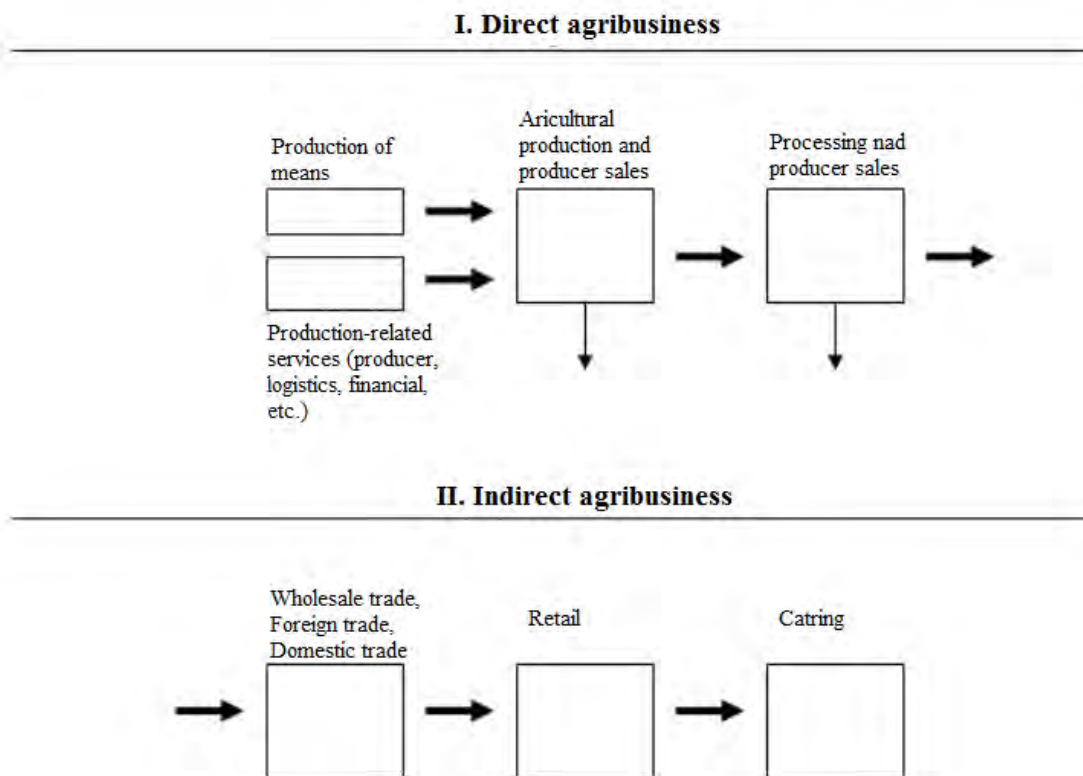 I. Direct agribusiness
Production of
means
Aricultural
production and
producer sales
Processing nad
producer sales
Production-related
services (producer,
logistics, financial,
etc.)
II. Indirect agribusiness
Wholesale trade,
Foreign trade,
Domestic trade
Retail
Catring